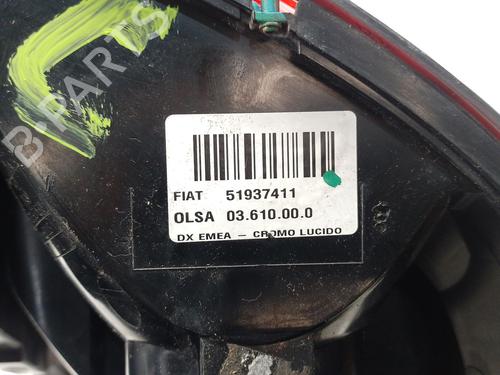 B PARTS
FIAT 51937411
OLSA 03.610.00.0
DX EMEA – CROMO LUCIDO